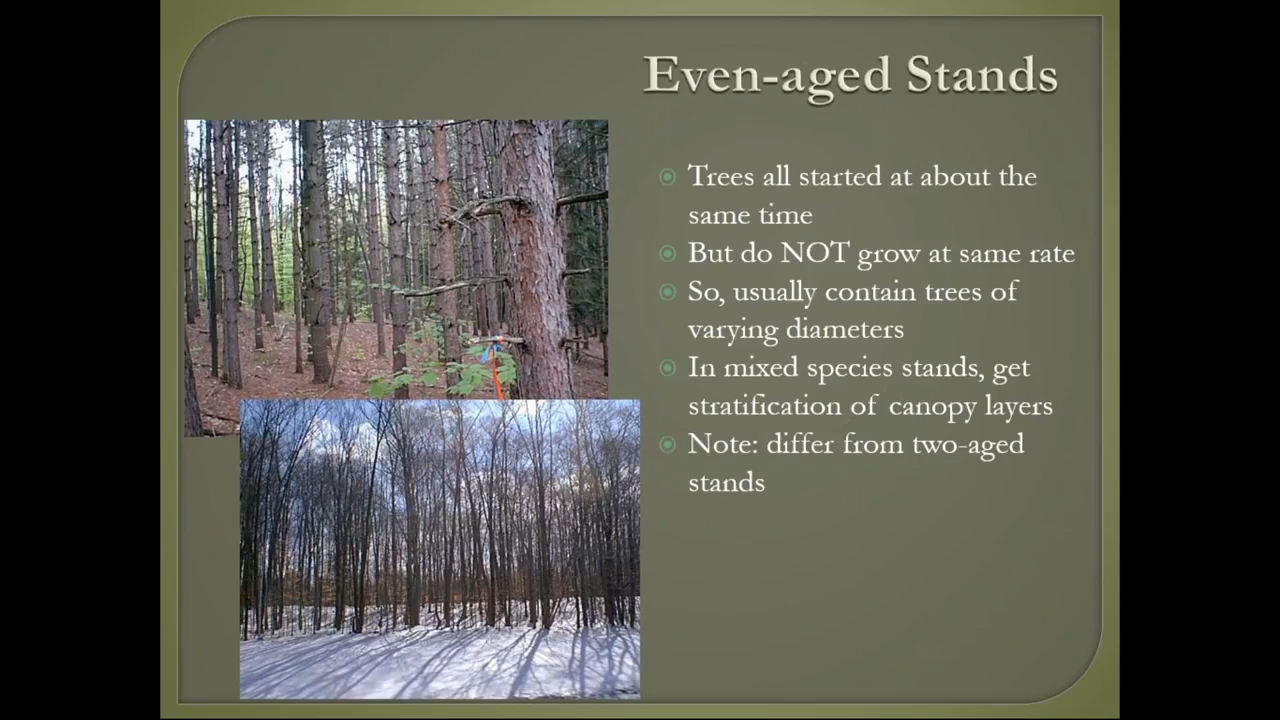 Even-aged Stands
Trees all started at about the
same time
But do NOT grow at same rate
So, usually contain trees of
varying diameters
In mixed species stands, get
stratification of canopy layers
Note: differ from two-aged
stands